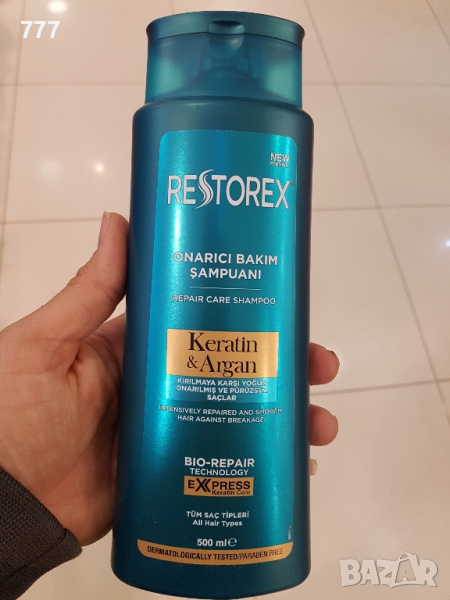 777
NEW
RESTOREX
ONARICI BAKIM
ŞAMPUANI
REPAIR CARE SHAMPOO
Keratin
& Argan
KIRILMAYA KARŞI YOĞUN
ONARILMIŞ VE PÜRÜZSÜZ
SAÇLAR
INTENSIVELY REPAIRED AND SMOOTH
HAIR AGAINST BREAKAGE
BIO-REPAIR
TECHNOLOGY
EXPRESS
Keratin Care
TÜM SAÇ TİPLERİ
All Hair Types
500 ml e
DERMATOLOGICALLY TESTED/PARABEN FREE
BAZAR